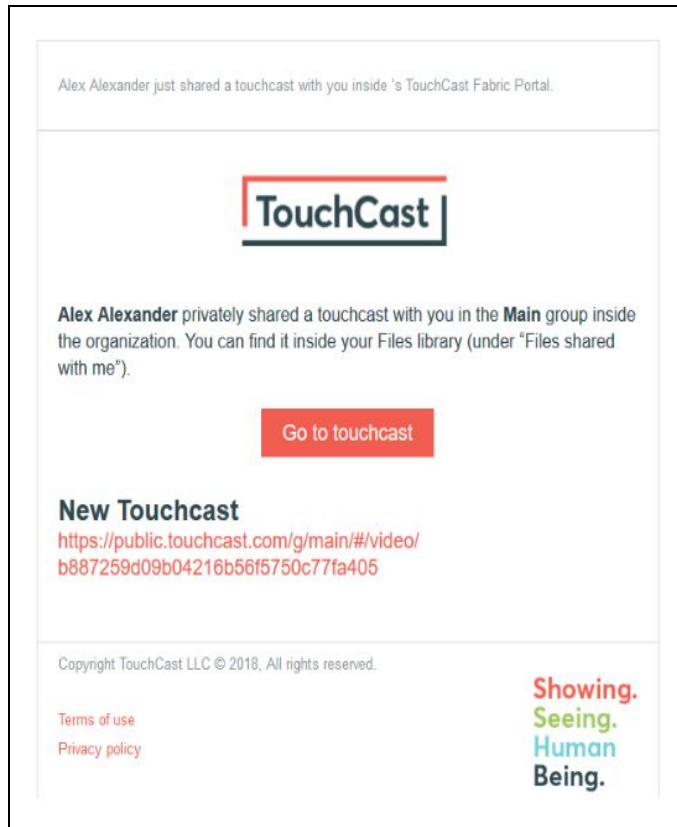 Alex Alexander just shared a touchcast with you inside 's TouchCast Fabric Portal.
TouchCast
Alex Alexander privately shared a touchcast with you in the Main group inside
the organization. You can find it inside your Files library (under “Files shared
with me”).
Go to touchcast
New Touchcast
https://public.touchcast.com/g/main/#/video/
b887259d09b04216b56f5750c77fa405
Copyright TouchCast LLC © 2018, All rights reserved.
Terms of use
Privacy policy
Showing.
Seeing.
Human
Being.